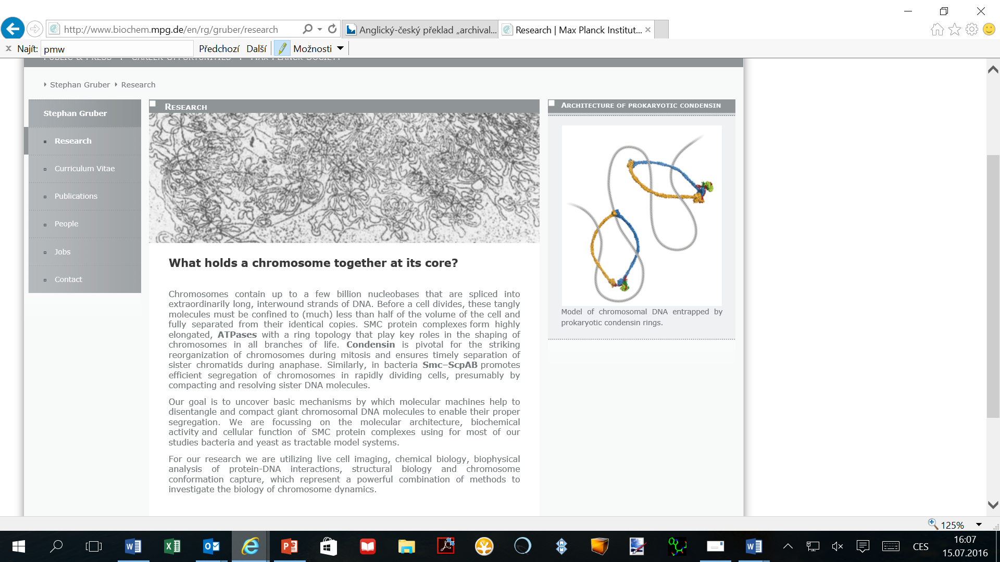 http://www.biochem.mpg.de/en/rg/gruber/research
Anglický-český překlad „archival...
Research | Max Planck Institut...
Najít: pmw
Předchozí Další Možnosti
PUBLIC & PRESS CAREER OPPORTUNITIES MAX PLANCK SOCIETY
Stephan Gruber Research
Stephan Gruber
Research
Curriculum Vitae
Publications
People
Jobs
Contact
RESEARCH
What holds a chromosome together at its core?
Chromosomes contain up to a few billion nucleobases that are spliced into
extraordinarily long, interwound strands of DNA. Before a cell divides, these tangly
molecules must be confined to (much) less than half of the volume of the cell and
fully separated from their identical copies. SMC protein complexes form highly
elongated, ATPases with a ring topology that play key roles in the shaping of
chromosomes in all branches of life. Condensin is pivotal for the striking
reorganization of chromosomes during mitosis and ensures timely separation of
sister chromatids during anaphase. Similarly, in bacteria Smc–ScpAB promotes
efficient segregation of chromosomes in rapidly dividing cells, presumably by
compacting and resolving sister DNA molecules.
Our goal is to uncover basic mechanisms by which molecular machines help to
disentangle and compact giant chromosomal DNA molecules to enable their proper
segregation. We are focussing on the molecular architecture, biochemical
activity and cellular function of SMC protein complexes using for most of our
studies bacteria and yeast as tractable model systems.
For our research we are utilizing live cell imaging, chemical biology, biophysical
analysis of protein-DNA interactions, structural biology and chromosome
conformation capture, which represent a powerful combination of methods to
investigate the biology of chromosome dynamics.
ARCHITECTURE OF PROKARYOTIC CONDENSIN
Model of chromosomal DNA entrapped by
prokaryotic condensin rings.
125%
CES
16:07
15.07.2016